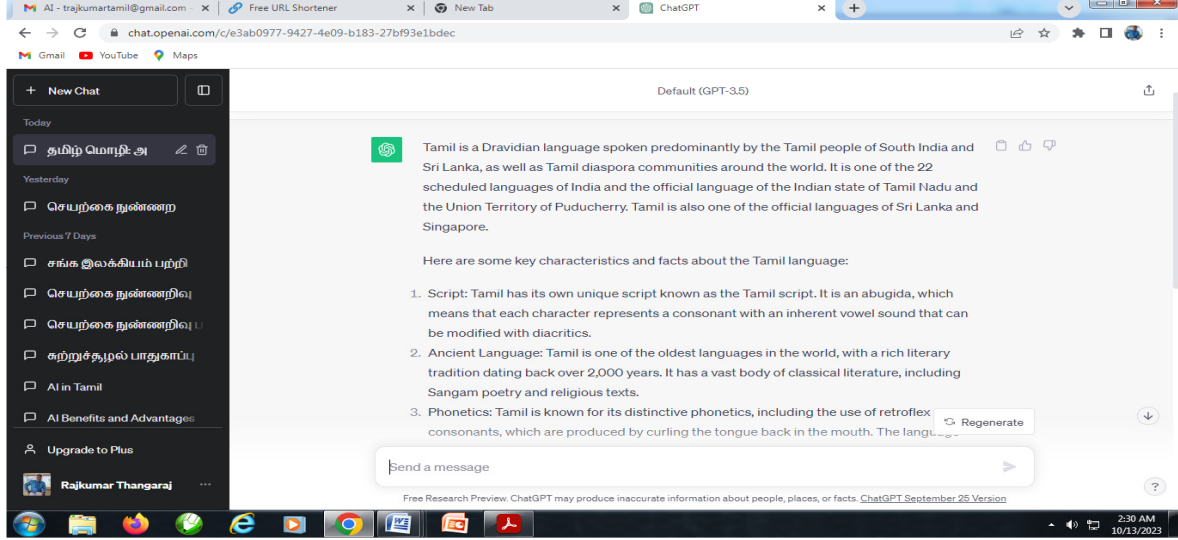 AI - trajkumartamil@gmail.com -
Free URL Shortener
New Tab
ChatGPT
chat.openai.com/c/e3ab0977-9427-4e09-b183-27bf93e1bdec
Gmail YouTube Maps
+ New Chat
Default (GPT-3.5)
Today
தமிழ் மொழி: அ
Yesterday
செயற்கை நுண்ணற
Previous 7 Days
சங்க இலக்கியம் பற்றி
செயற்கை நுண்ணறிவு
செயற்கை நுண்ணறிவு ப
சுற்றுச்சூழல் பாதுகாப்பு
AI in Tamil
AI Benefits and Advantages
Upgrade to Plus
Rajkumar Thangaraj
Tamil is a Dravidian language spoken predominantly by the Tamil people of South India and
Sri Lanka, as well as Tamil diaspora communities around the world. It is one of the 22
scheduled languages of India and the official language of the Indian state of Tamil Nadu and
the Union Territory of Puducherry. Tamil is also one of the official languages of Sri Lanka and
Singapore.
Here are some key characteristics and facts about the Tamil language:
1. Script: Tamil has its own unique script known as the Tamil script. It is an abugida, which
means that each character represents a consonant with an inherent vowel sound that can
be modified with diacritics.
2. Ancient Language: Tamil is one of the oldest languages in the world, with a rich literary
tradition dating back over 2,000 years. It has a vast body of classical literature, including
Sangam poetry and religious texts.
3. Phonetics: Tamil is known for its distinctive phonetics, including the use of retroflex
consonants, which are produced by curling the tongue back in the mouth. The
Regenerate
Send a message
Free Research Preview. ChatGPT may produce inaccurate information about people, places, or facts. ChatGPT September 25 Version
2:30 AM
10/13/2023